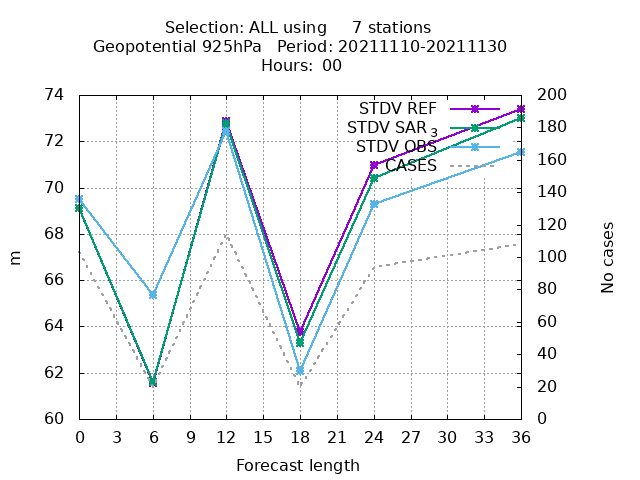 Selection: ALL using     7 stations
Geopotential 925hPa   Period: 20211110-20211130
Hours: 00
74
72
70
68
66
64
62
60
200
180
160
140
120
100
80
60
40
20
0
STDV REF
STDV SAR3
STDV OBS
CASES
m
No cases
0 3 6 9 12 15 18 21 24 27 30 33 36
Forecast length